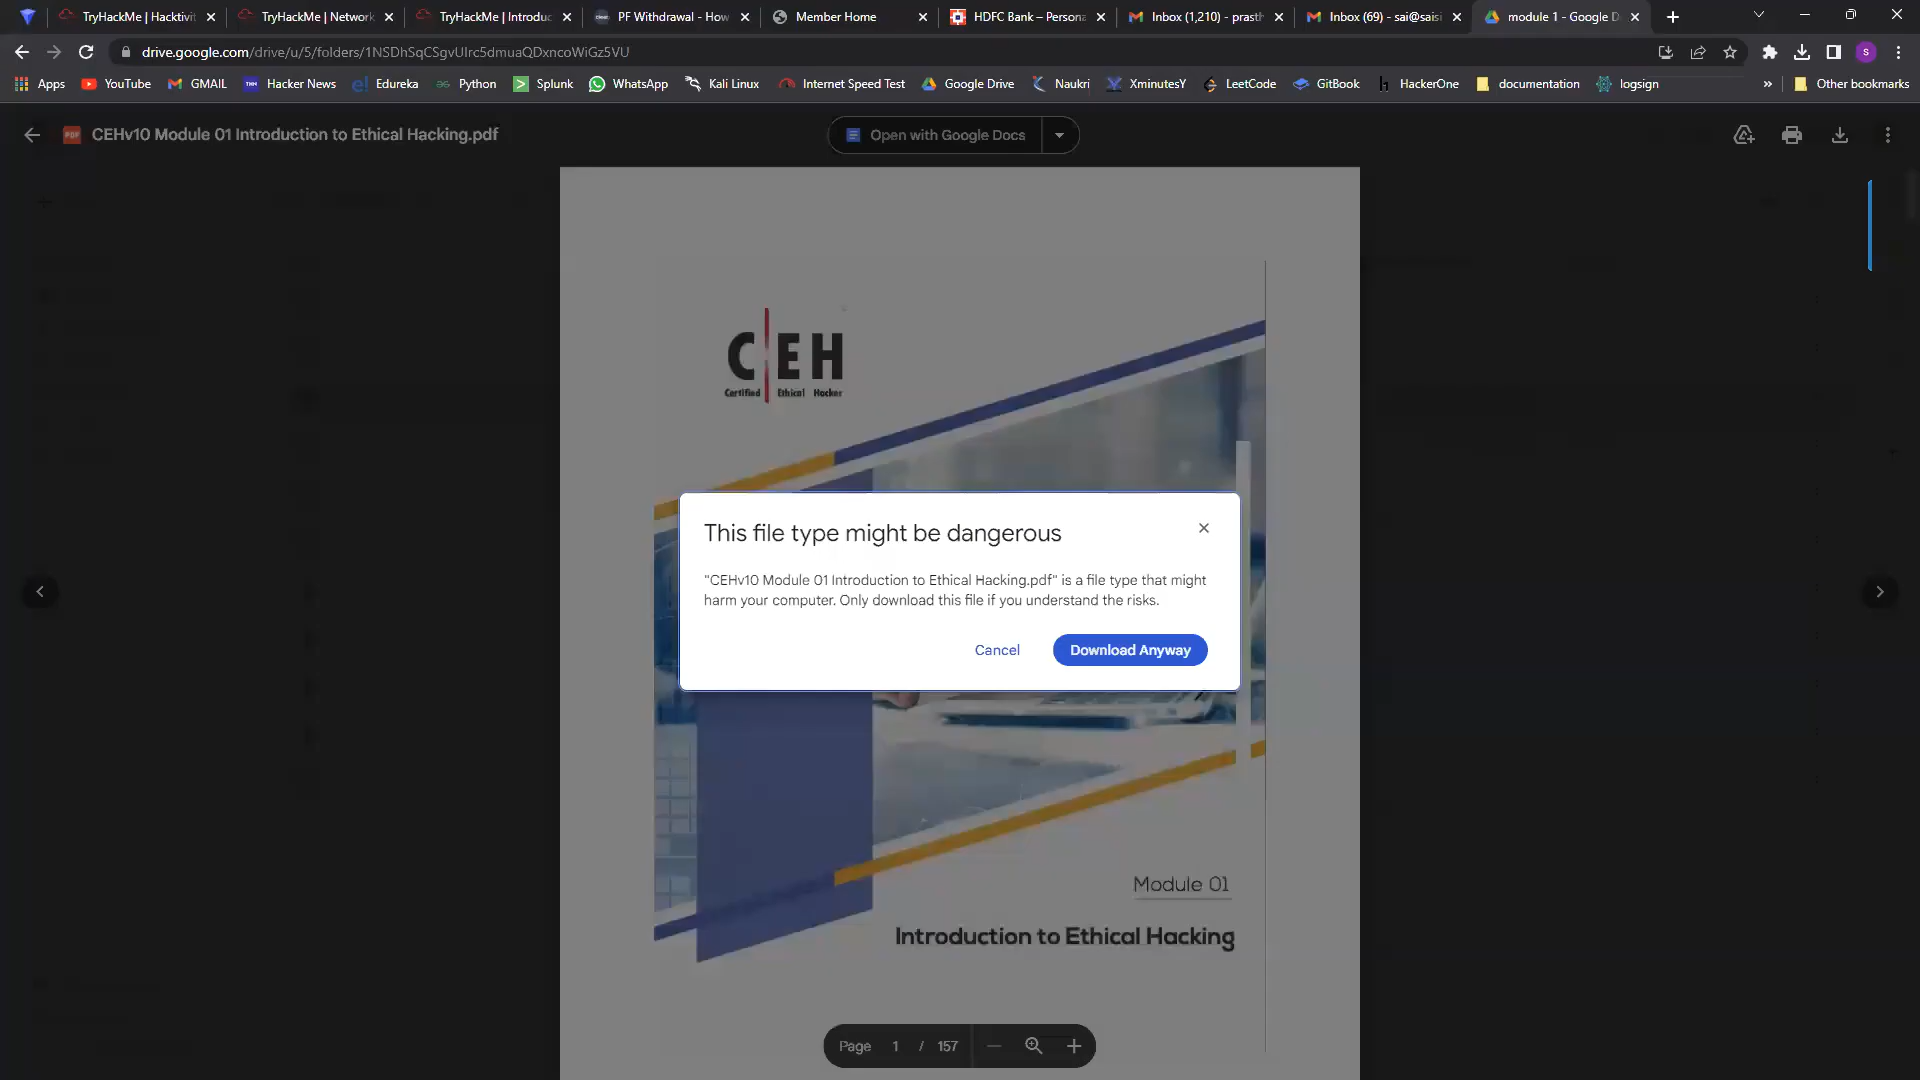 TryHackMe | Hacktivit
TryHackMe | Network
TryHackMe | Introduc
PF Withdrawal - How
Member Home
HDFC Bank – Persona
Inbox (1,210) - prasth
Inbox (69) - sai@saisi
module 1 - Google D
drive.google.com/drive/u/5/folders/1NSDhSqCSgvUIrc5dmuaQDxncoWiGz5VU
S
Apps
YouTube
GMAIL
Hacker News
Edureka
Python
Splunk
WhatsApp
Kali Linux
Internet Speed Test
Google Drive
Naukri
XminutesY
LeetCode
GitBook
HackerOne
documentation
logsign
Other bookmarks
PDF
CEHv10 Module 01 Introduction to Ethical Hacking.pdf
Open with Google Docs
C EH
Certified Ethical Hacker
This file type might be dangerous
"CEHv10 Module 01 Introduction to Ethical Hacking.pdf" is a file type that might
harm your computer. Only download this file if you understand the risks.
Cancel
Download Anyway
Module 01
Introduction to Ethical Hacking
Page 1 / 157